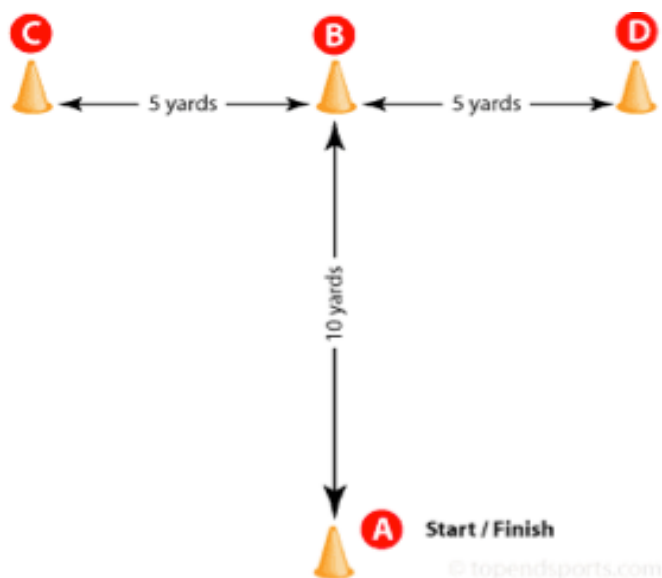 C
B
D
5 yards
5 yards
10 yards
A
Start / Finish
© topendsports.com